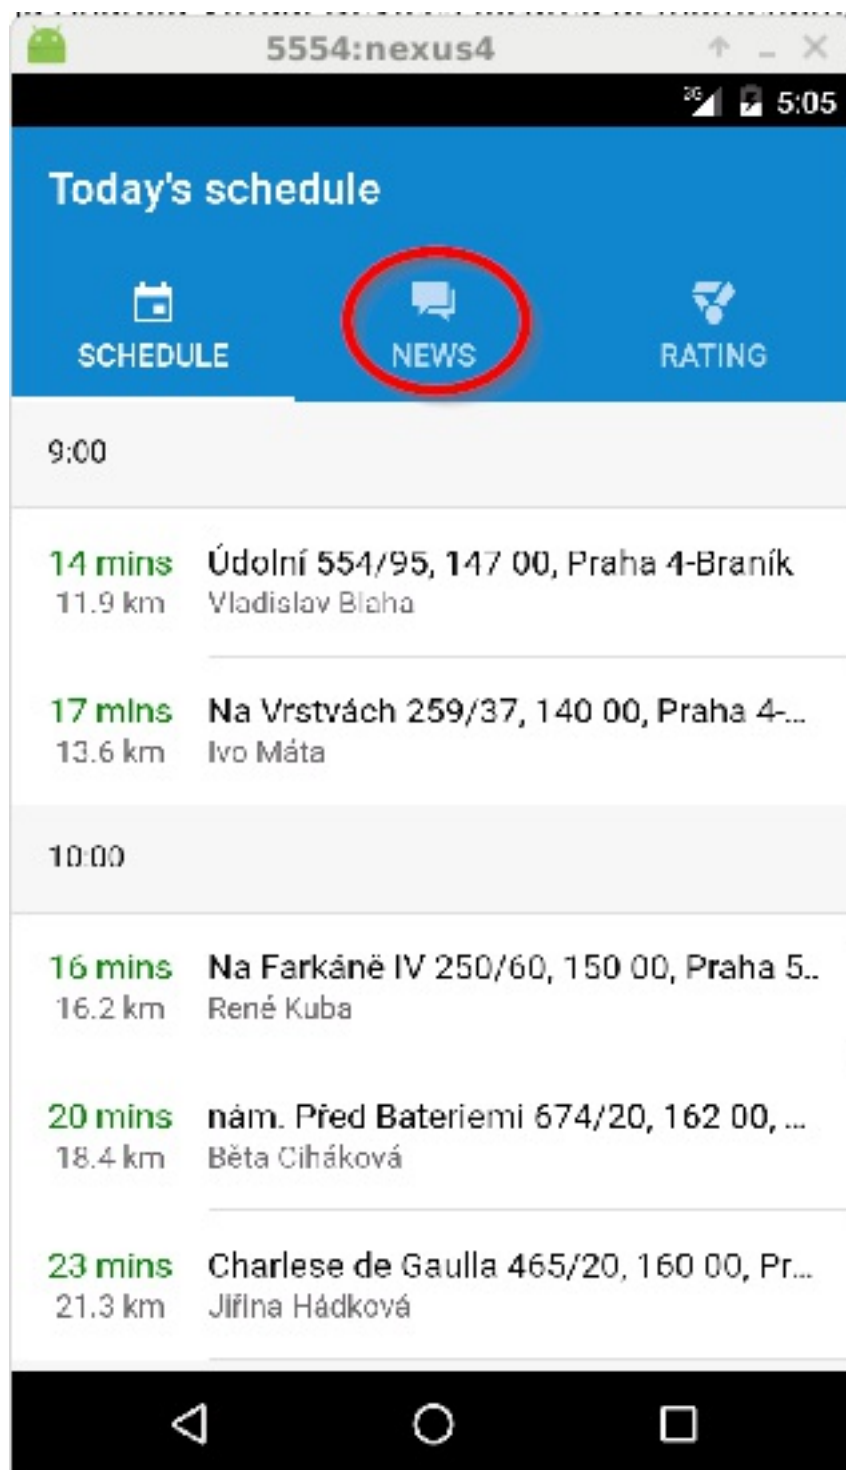 5554:nexus4
3G 5:05
Today's schedule
SCHEDULE NEWS RATING
9:00
14 mins Údolní 554/95, 147 00, Praha 4-Braník
11.9 km Vladislav Blaha
17 mins Na Vrstvách 259/37, 140 00, Praha 4-...
13.6 km Ivo Máta
10:00
16 mins Na Farkáně IV 250/60, 150 00, Praha 5...
16.2 km René Kuba
20 mins nám. Před Bateriemi 674/20, 162 00, ...
18.4 km Běta Ciháková
23 mins Charlese de Gaulla 465/20, 160 00, Pr...
21.3 km Jiřina Hádková